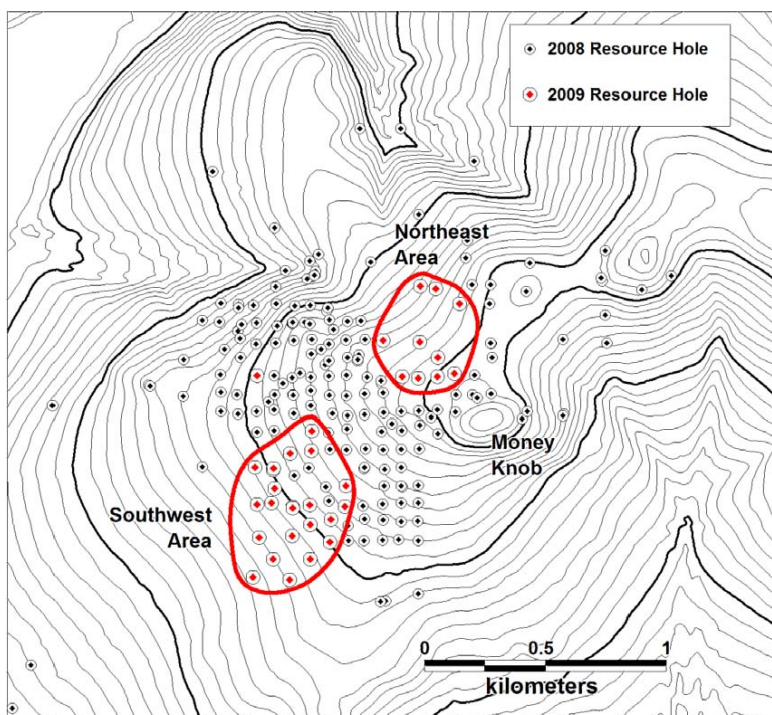 2008 Resource Hole
2009 Resource Hole
Northeast
Area
Money
Knob
Southwest
Area
0 0.5 1
kilometers